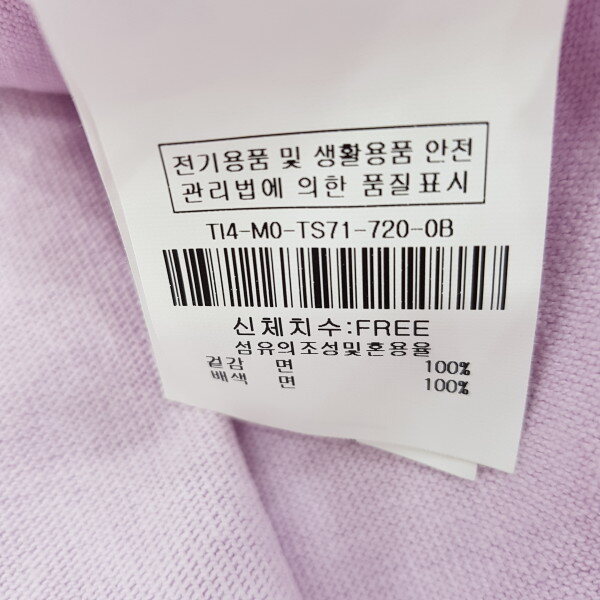 전기용품 및 생활용품 안전
관리법에 의한 품질표시
TI4-M0-TS71-720-0B
신체치수:FREE
섬유의조성및혼용율
겉감 면 100%
배색 면 100%